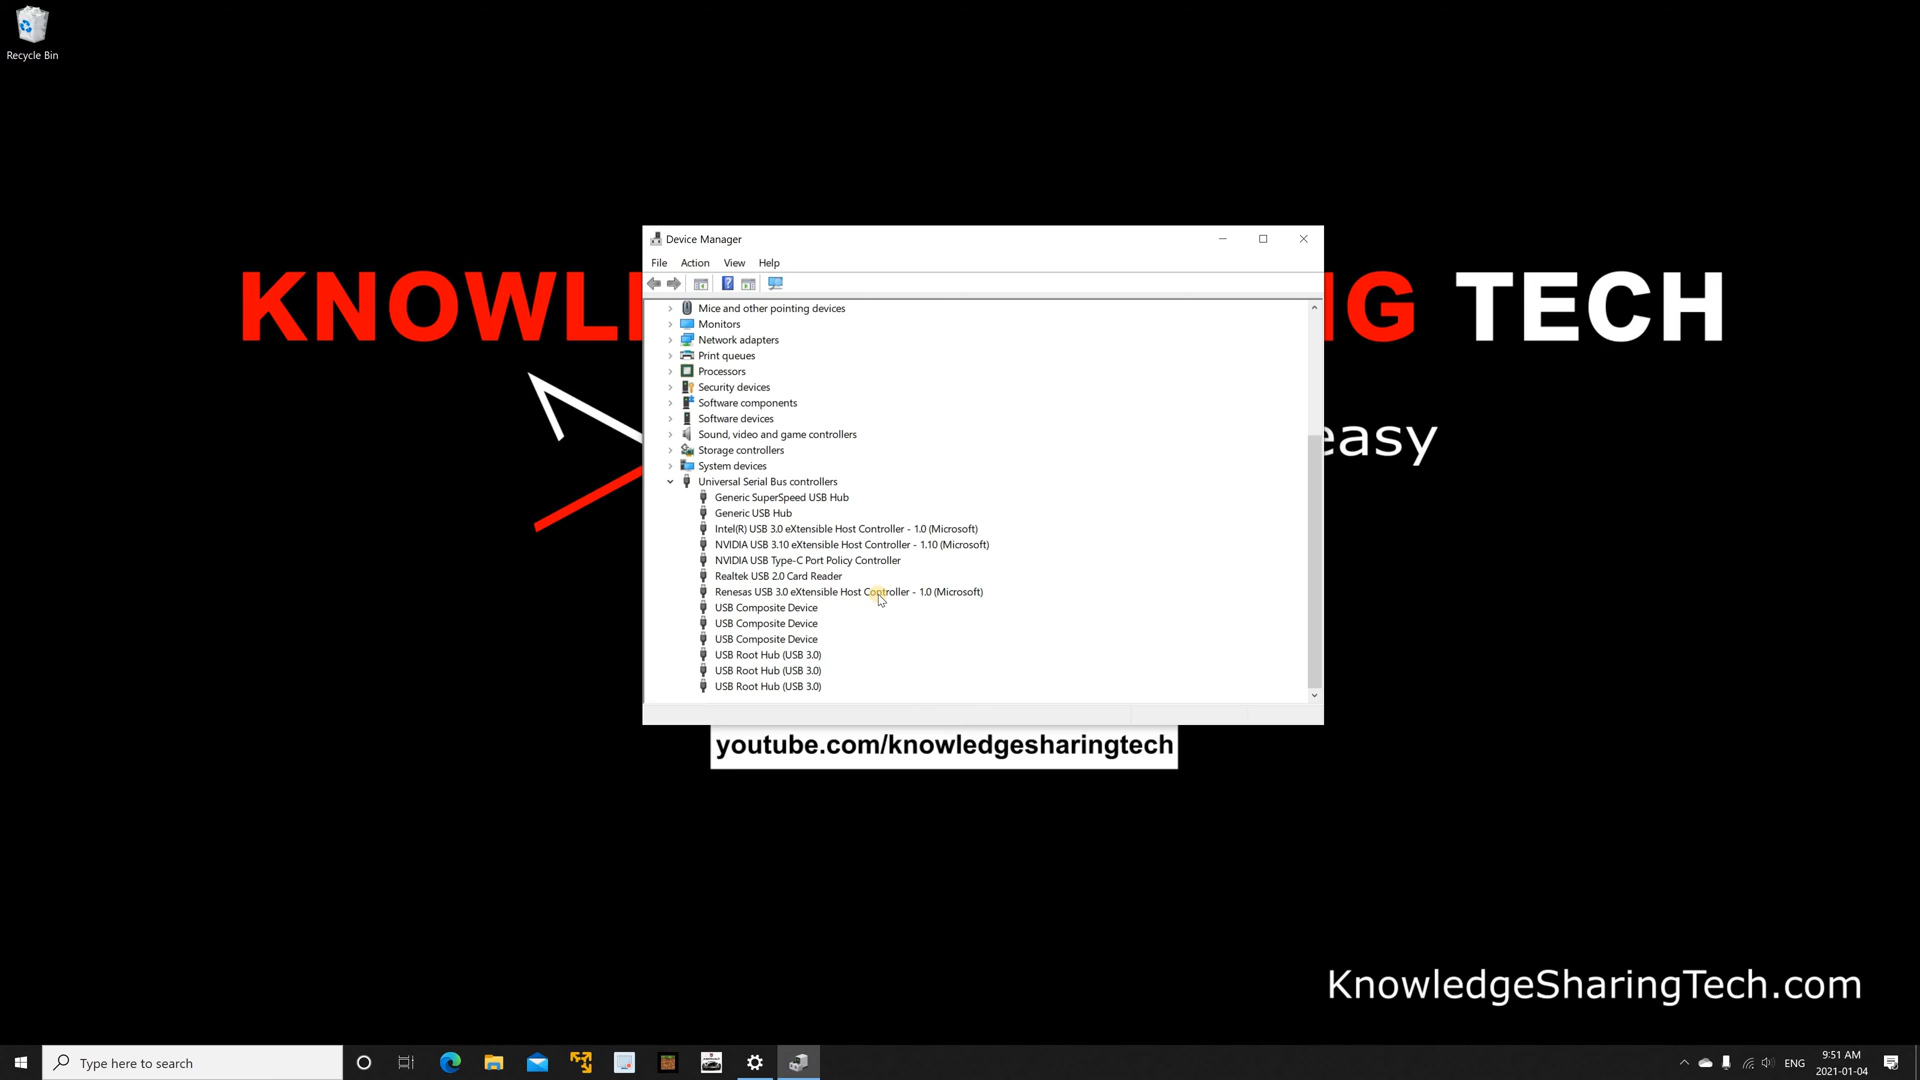 Recycle Bin
Device Manager
File Action View Help
KNOWL
G TECH
easy
Mice and other pointing devices
Monitors
Network adapters
Print queues
Processors
Security devices
Software components
Software devices
Sound, video and game controllers
Storage controllers
System devices
Universal Serial Bus controllers
Generic SuperSpeed USB Hub
Generic USB Hub
Intel(R) USB 3.0 eXtensible Host Controller - 1.0 (Microsoft)
NVIDIA USB 3.10 eXtensible Host Controller - 1.10 (Microsoft)
NVIDIA USB Type-C Port Policy Controller
Realtek USB 2.0 Card Reader
Renesas USB 3.0 eXtensible Host Controller - 1.0 (Microsoft)
USB Composite Device
USB Composite Device
USB Composite Device
USB Root Hub (USB 3.0)
USB Root Hub (USB 3.0)
USB Root Hub (USB 3.0)
youtube.com/knowledgesharingtech
KnowledgeSharingTech.com
Type here to search
ENG
9:51 AM
2021-01-04